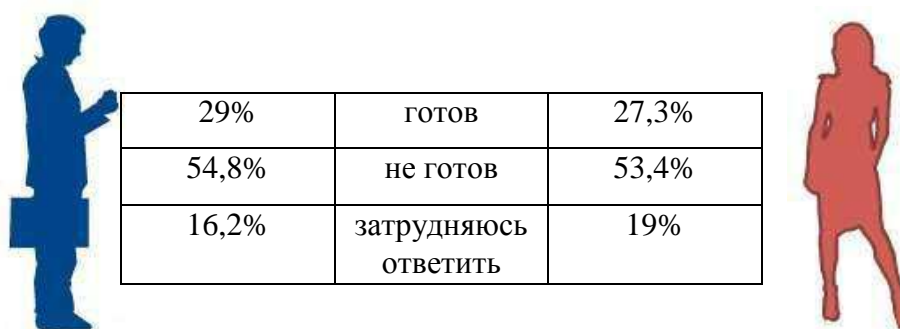 29% готов 27,3%
54,8% не готов 53,4%
16,2% затрудняюсь 19%
ответить